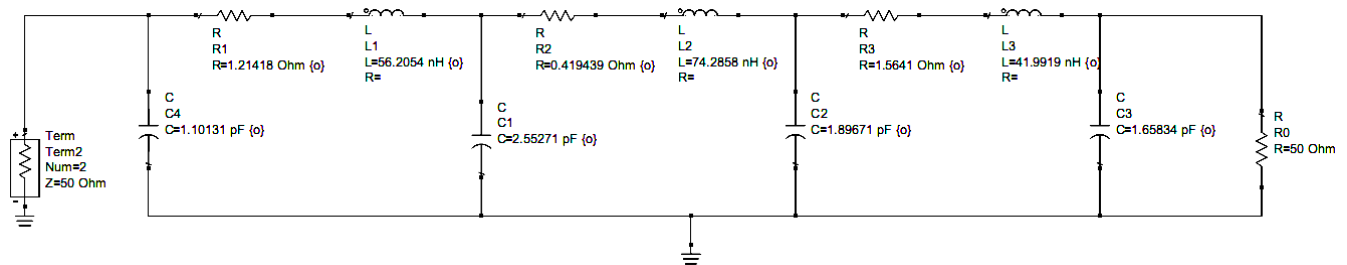 R
R1
R=1.21418 Ohm {o}
L
L1
L=56.2054 nH {o}
R=
R
R2
R=0.419439 Ohm {o}
L
L2
L=74.2858 nH {o}
R=
R
R3
R=1.5641 Ohm {o}
L
L3
L=41.9919 nH {o}
R=
+
Term
Term2
Num=2
Z=50 Ohm
-
C
C4
C=1.10131 pF {o}
C
C1
C=2.55271 pF {o}
C
C2
C=1.89671 pF {o}
C
C3
C=1.65834 pF {o}
R
R0
R=50 Ohm